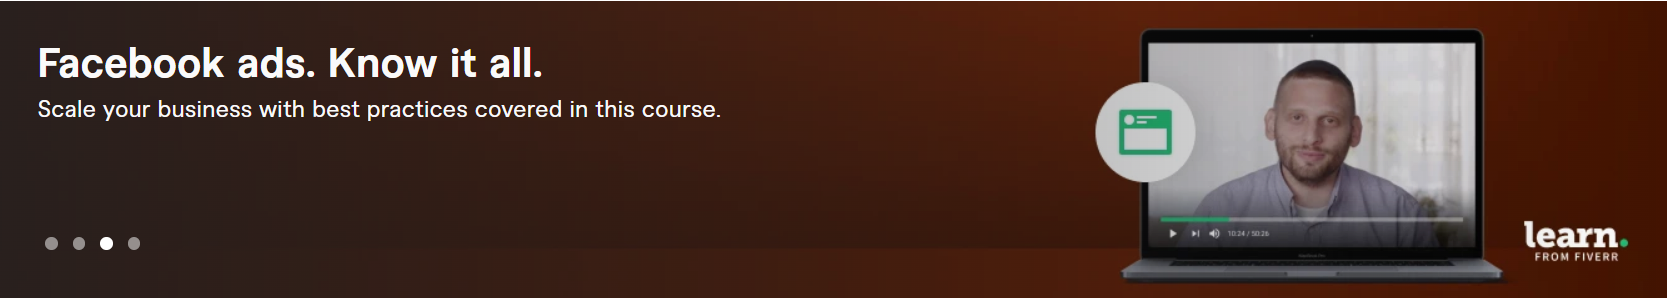 Facebook ads. Know it all.
Scale your business with best practices covered in this course.
10:24 / 50:26
learn.
FROM FIVERR